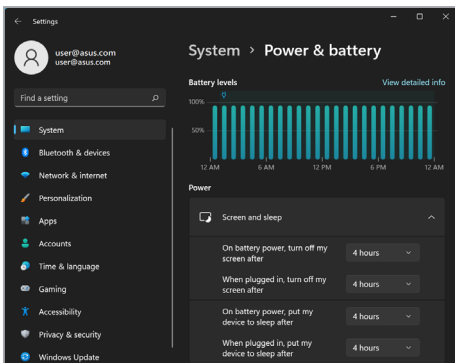 Settings
user@asus.com
user@asus.com
Find a setting
System
Bluetooth & devices
Network & internet
Personalization
Apps
Accounts
Time & language
Gaming
Accessibility
Privacy & security
Windows Update
System > Power & battery
Battery levels
View detailed info
100%
50%
12 AM 6 AM 12 PM 6 PM 12 AM
Power
Screen and sleep
On battery power, turn off my
screen after
4 hours
When plugged in, turn off my
screen after
4 hours
On battery power, put my
device to sleep after
4 hours
When plugged in, put my
device to sleep after
4 hours